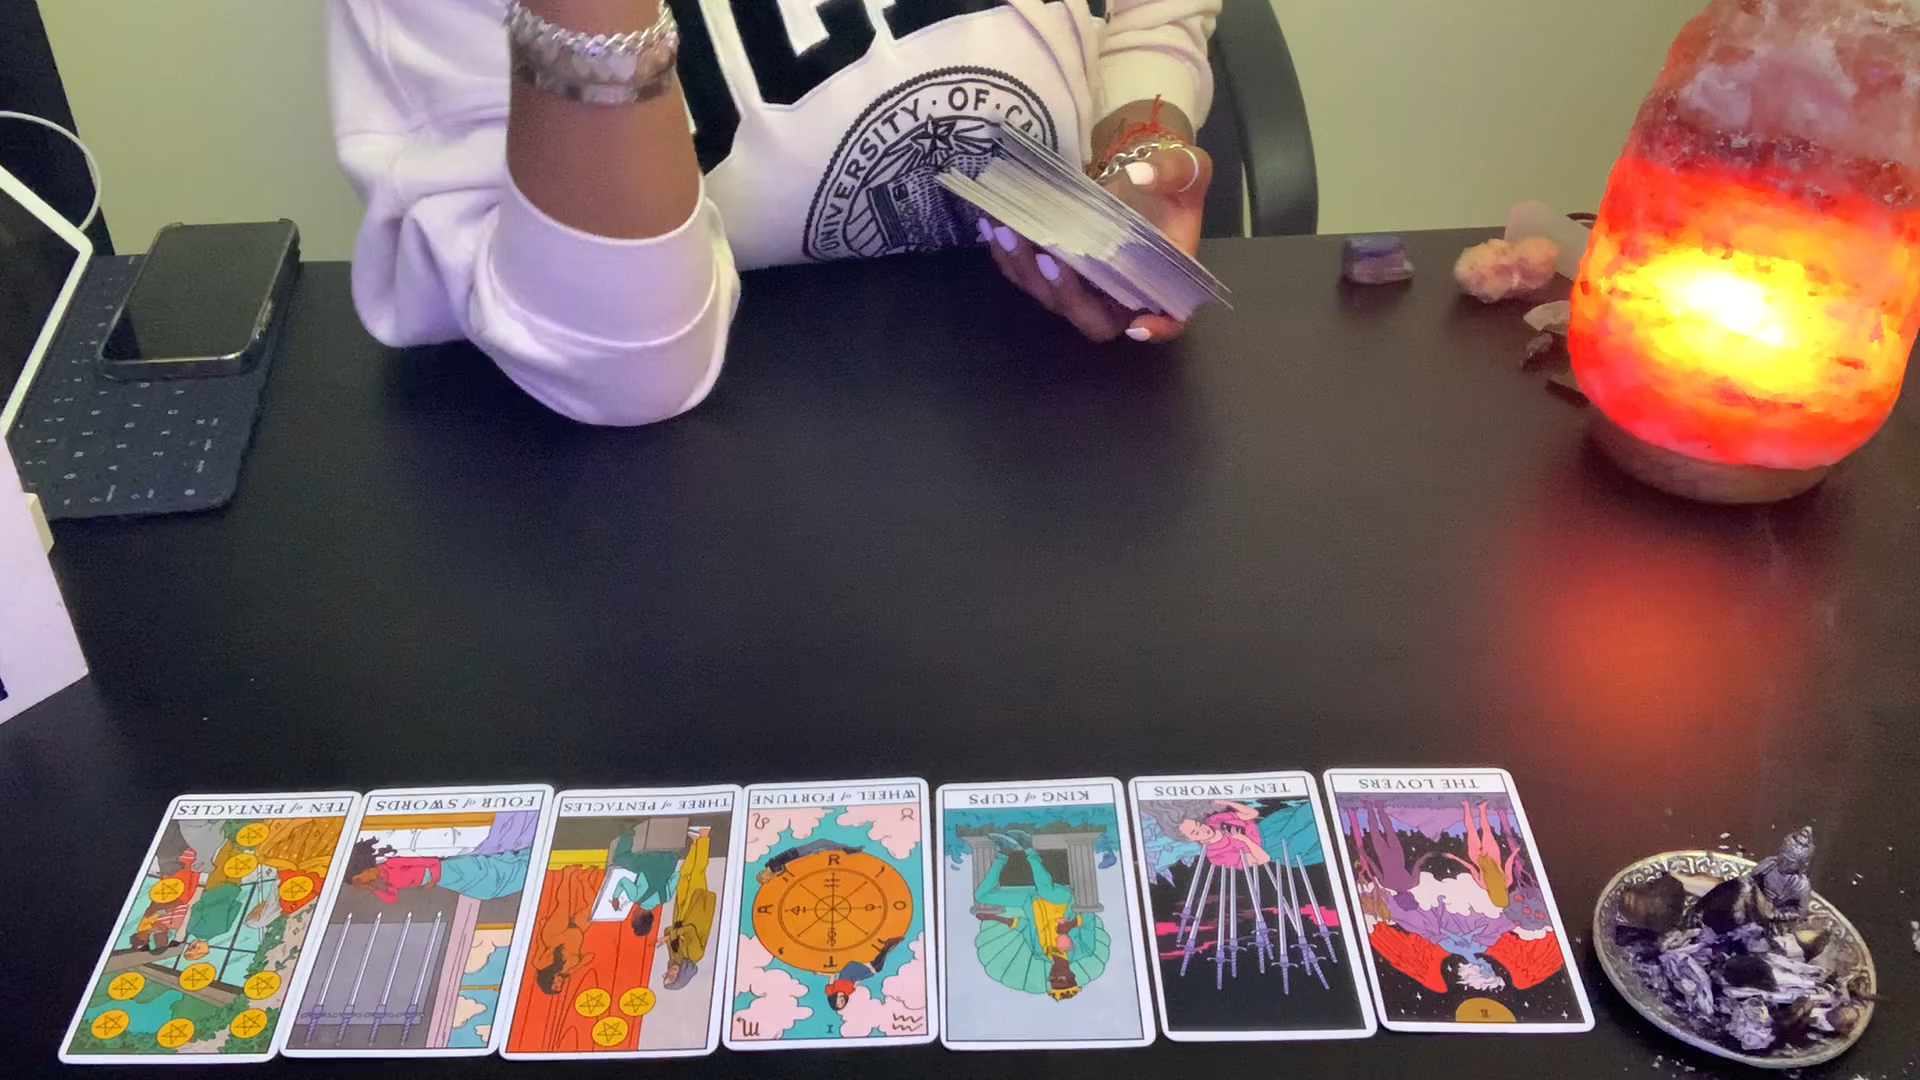 UNIVERSITY · OF · CA
TEN of PENTACLES
FOUR of SWORDS
THREE of PENTACLES
WHEEL of FORTUNE
R
O
T
A
I
KING of CUPS
TEN of SWORDS
THE LOVERS